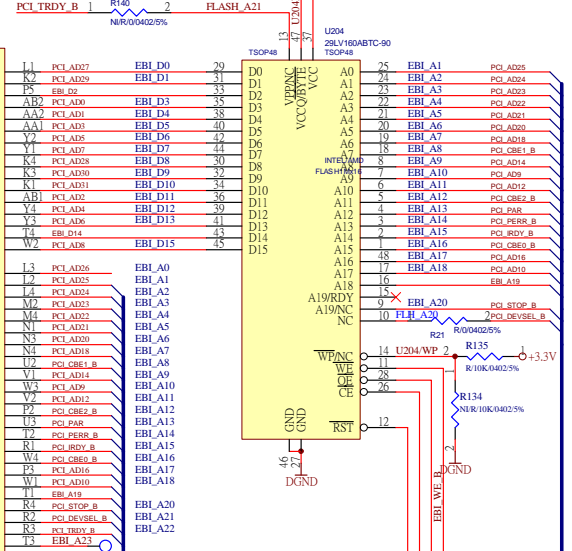 PCI_TRDY_B 1 R140 2 FLASH_A21
NI/R/0/0402/5%
U204
13 47 37
U204
29LV160ABTC-90
TSOP48 TSOP48
VPP/NC VCCQ/BYTE VCC
INTEL/AMD
FLASH1MX16
L1 PCI_AD27 EBI_D0 29 D0
K2 PCI_AD29 EBI_D1 31 D1
P5 EBI_D2 33 D2
AB2 PCI_AD0 EBI_D3 35 D3
AA2 PCI_AD1 EBI_D4 38 D4
AA1 PCI_AD3 EBI_D5 40 D5
Y2 PCI_AD5 EBI_D6 42 D6
Y1 PCI_AD7 EBI_D7 44 D7
K4 PCI_AD28 EBI_D8 30 D8
K3 PCI_AD30 EBI_D9 32 D9
K1 PCI_AD31 EBI_D10 34 D10
AB1 PCI_AD2 EBI_D11 36 D11
Y4 PCI_AD4 EBI_D12 39 D12
Y3 PCI_AD6 EBI_D13 41 D13
T4 EBI_D14 43 D14
W2 PCI_AD8 EBI_D15 45 D15
A0 25 EBI_A1 PCI_AD25
A1 24 EBI_A2 PCI_AD24
A2 23 EBI_A3 PCI_AD23
A3 22 EBI_A4 PCI_AD22
A4 21 EBI_A5 PCI_AD21
A5 20 EBI_A6 PCI_AD20
A6 19 EBI_A7 PCI_AD18
A7 18 EBI_A8 PCI_CBE1_B
A8 8 EBI_A9 PCI_AD14
A9 7 EBI_A10 PCI_AD9
A10 6 EBI_A11 PCI_AD12
A11 5 EBI_A12 PCI_CBE2_B
A12 4 EBI_A13 PCI_PAR
A13 3 EBI_A14 PCI_PERR_B
A14 2 EBI_A15 PCI_IRDY_B
A15 1 EBI_A16 PCI_CBE0_B
A16 48 EBI_A17 PCI_AD16
A17 17 EBI_A18 PCI_AD10
A18 16 EBI_A19
A19/RDY 15
A19/NC 9 EBI_A20 PCI_STOP_B
NC 10 FLH_A20 2 PCI_DEVSEL_B
R21 R/0/0402/5%
WP/NC 14 U204/WP 2 R135 1 +3.3V
R/10K/0402/5%
WE 11
OE 28
CE 26
1 R134
NI/R/10K/0402/5%
2
DGND
RST 12
EBI_WE_B
GND GND
46 27
DGND
L3 PCI_AD26 EBI_A0
L2 PCI_AD25 EBI_A1
L4 PCI_AD24 EBI_A2
M2 PCI_AD23 EBI_A3
M4 PCI_AD22 EBI_A4
N1 PCI_AD21 EBI_A5
N3 PCI_AD20 EBI_A6
N4 PCI_AD18 EBI_A7
U2 PCI_CBE1_B EBI_A8
V1 PCI_AD14 EBI_A9
W3 PCI_AD9 EBI_A10
V2 PCI_AD12 EBI_A11
P2 PCI_CBE2_B EBI_A12
U3 PCI_PAR EBI_A13
T2 PCI_PERR_B EBI_A14
R1 PCI_IRDY_B EBI_A15
W4 PCI_CBE0_B EBI_A16
P3 PCI_AD16 EBI_A17
W1 PCI_AD10 EBI_A18
T1 EBI_A19
R4 PCI_STOP_B EBI_A20
R2 PCI_DEVSEL_B EBI_A21
R3 PCI_TRDY_B EBI_A22
T3 EBI_A23